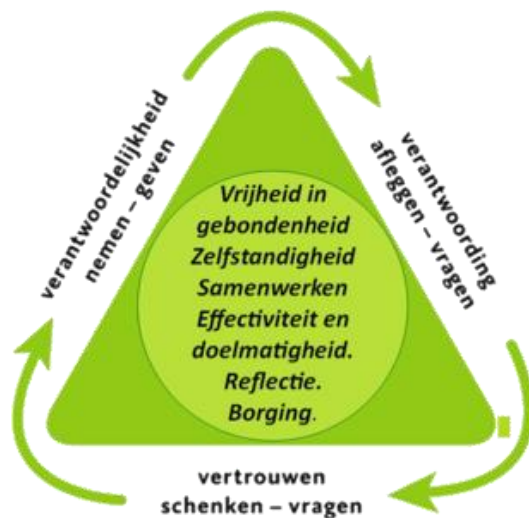 verantwoordelijkheid
nemen – geven
verantwoording
afleggen – vragen
Vrijheid in
gebondenheid
Zelfstandigheid
Samenwerken
Effectiviteit en
doelmatigheid.
Reflectie.
Borging.
vertrouwen
schenken – vragen